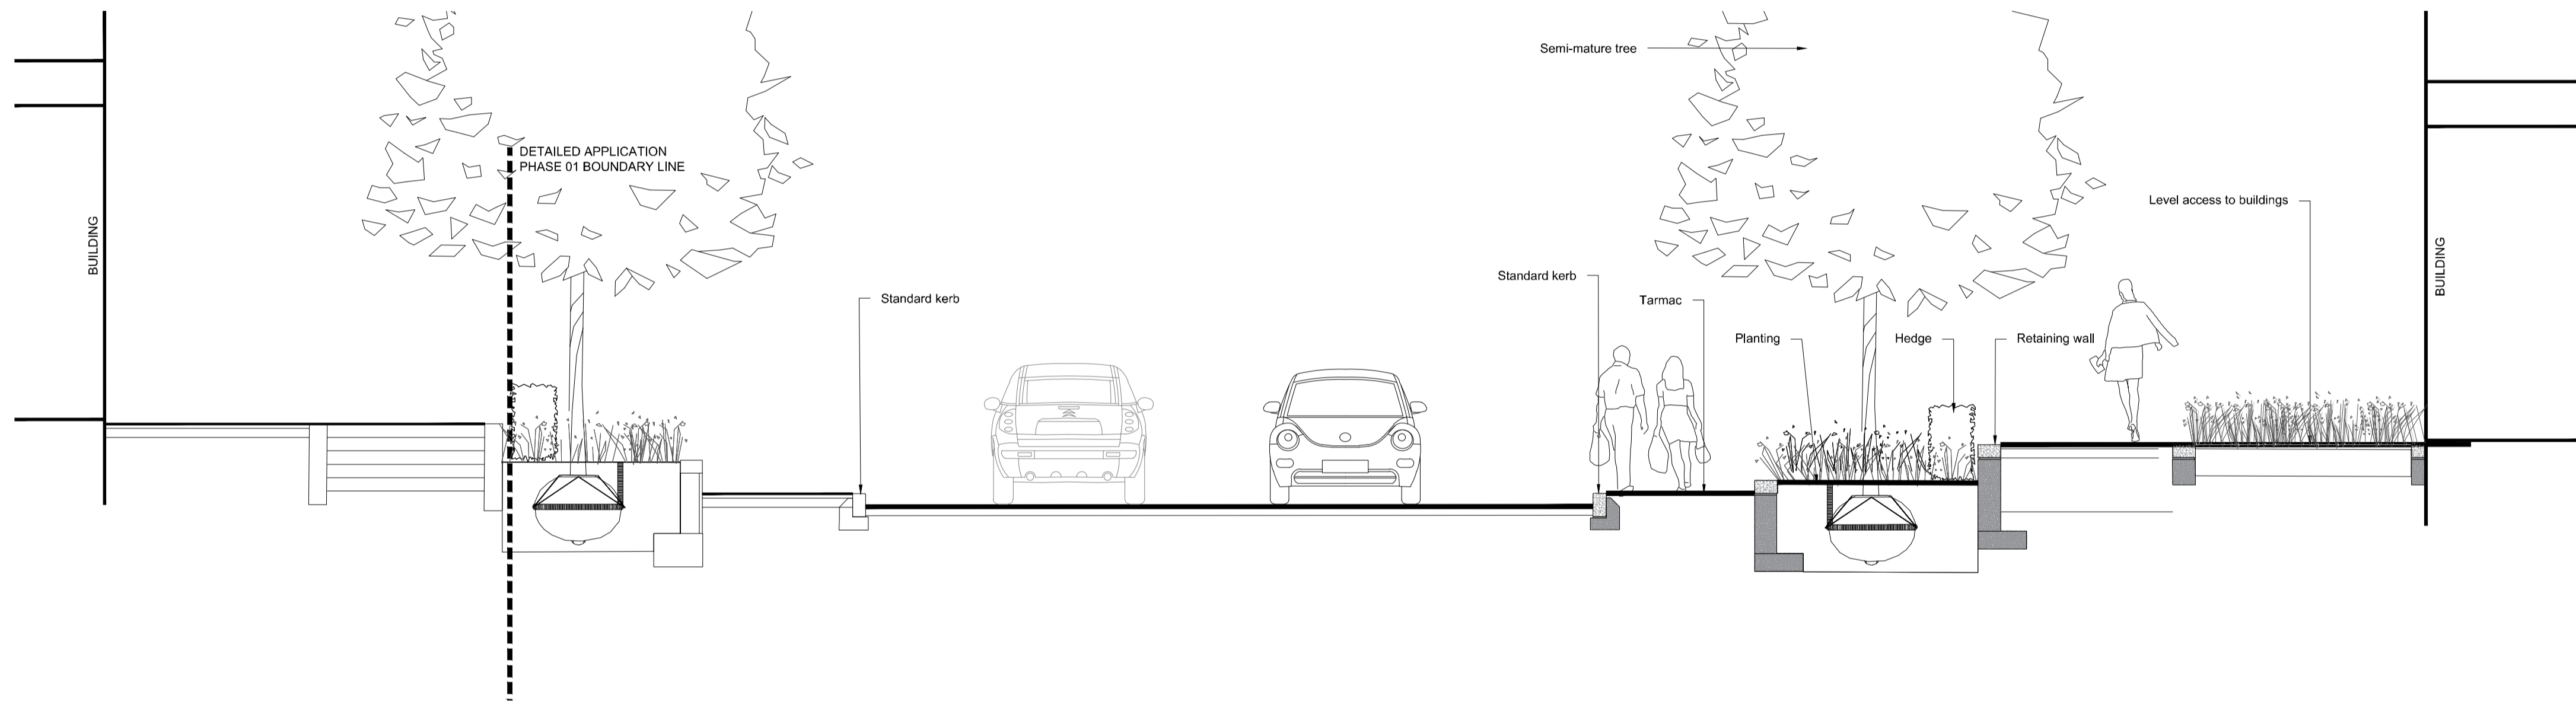 Semi-mature tree
DETAILED APPLICATION
PHASE 01 BOUNDARY LINE
Level access to buildings
BUILDING
BUILDING
Standard kerb
Standard kerb
Tarmac
Planting
Hedge
Retaining wall